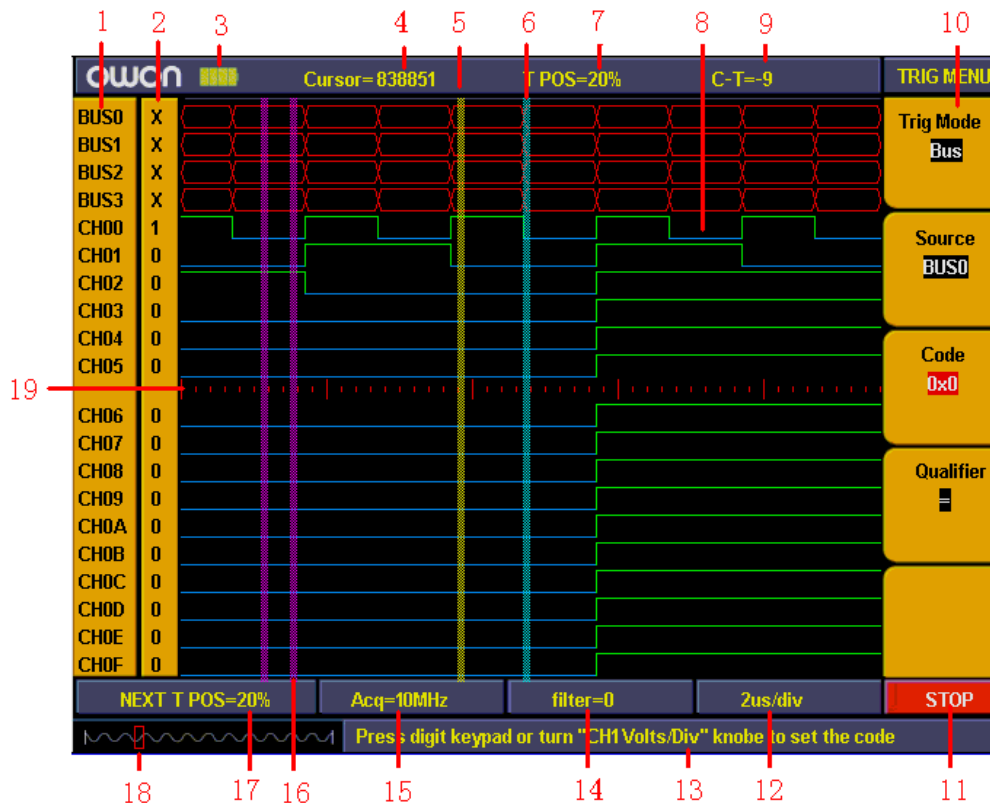 1 2 3 4 5 6 7 8 9 10
owon Cursor=838851 T POS=20% C-T=-9 TRIG MENU
BUS0 X
BUS1 X
BUS2 X
BUS3 X
CH00 1
CH01 0
CH02 0
CH03 0
CH04 0
CH05 0
CH06 0
CH07 0
CH08 0
CH09 0
CH0A 0
CH0B 0
CH0C 0
CH0D 0
CH0E 0
CH0F 0
19
Trig Mode
Bus
Source
BUS0
Code
0x0
Qualifier
=
NEXT T POS=20% Acq=10MHz filter=0 2us/div STOP
Press digit keypad or turn "CH1 Volts/Div" knobe to set the code
18 17 16 15 14 13 12 11